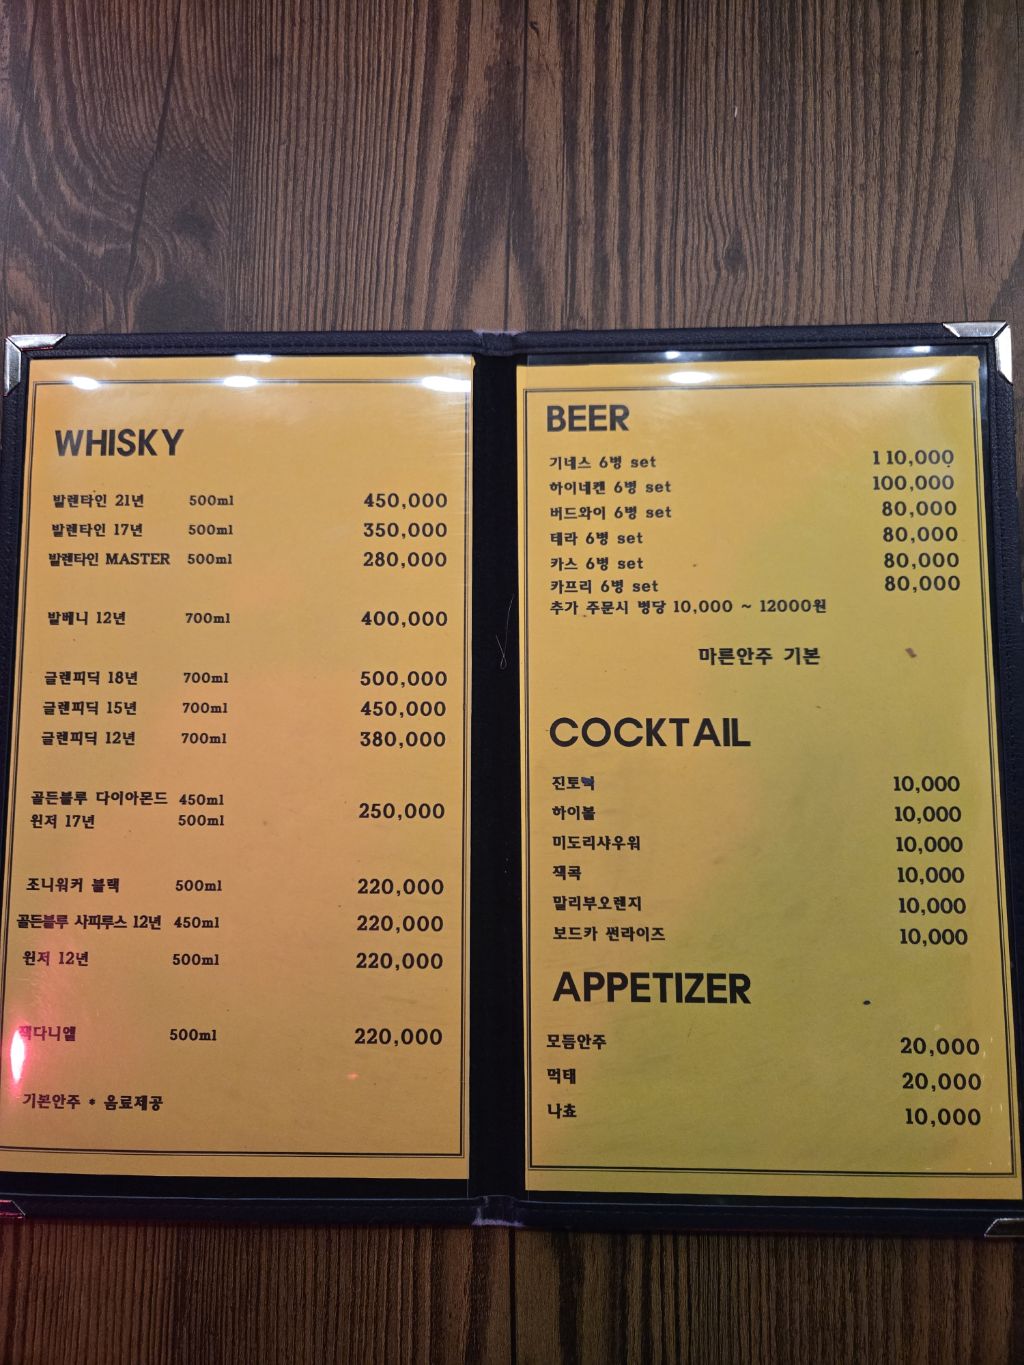 WHISKY
발렌타인 21년 500ml 450,000
발렌타인 17년 500ml 350,000
발렌타인 MASTER 500ml 280,000
발베니 12년 700ml 400,000
글렌피딕 18년 700ml 500,000
글렌피딕 15년 700ml 450,000
글렌피딕 12년 700ml 380,000
골든블루 다이아몬드 450ml
윈저 17년 500ml 250,000
조니워커 블랙 500ml 220,000
골든블루 사피루스 12년 450ml 220,000
윈저 12년 500ml 220,000
잭다니엘 500ml 220,000
기본안주 * 음료제공
BEER
기네스 6병 set 110,000
하이네켄 6병 set 100,000
버드와이 6병 set 80,000
테라 6병 set 80,000
카스 6병 set 80,000
카프리 6병 set 80,000
추가 주문시 병당 10,000 ~ 12000원
마른안주 기본
COCKTAIL
진토닉 10,000
하이볼 10,000
미도리샤우워 10,000
잭콕 10,000
말리부오렌지 10,000
보드카 썬라이즈 10,000
APPETIZER
모듬안주 20,000
먹태 20,000
나쵸 10,000